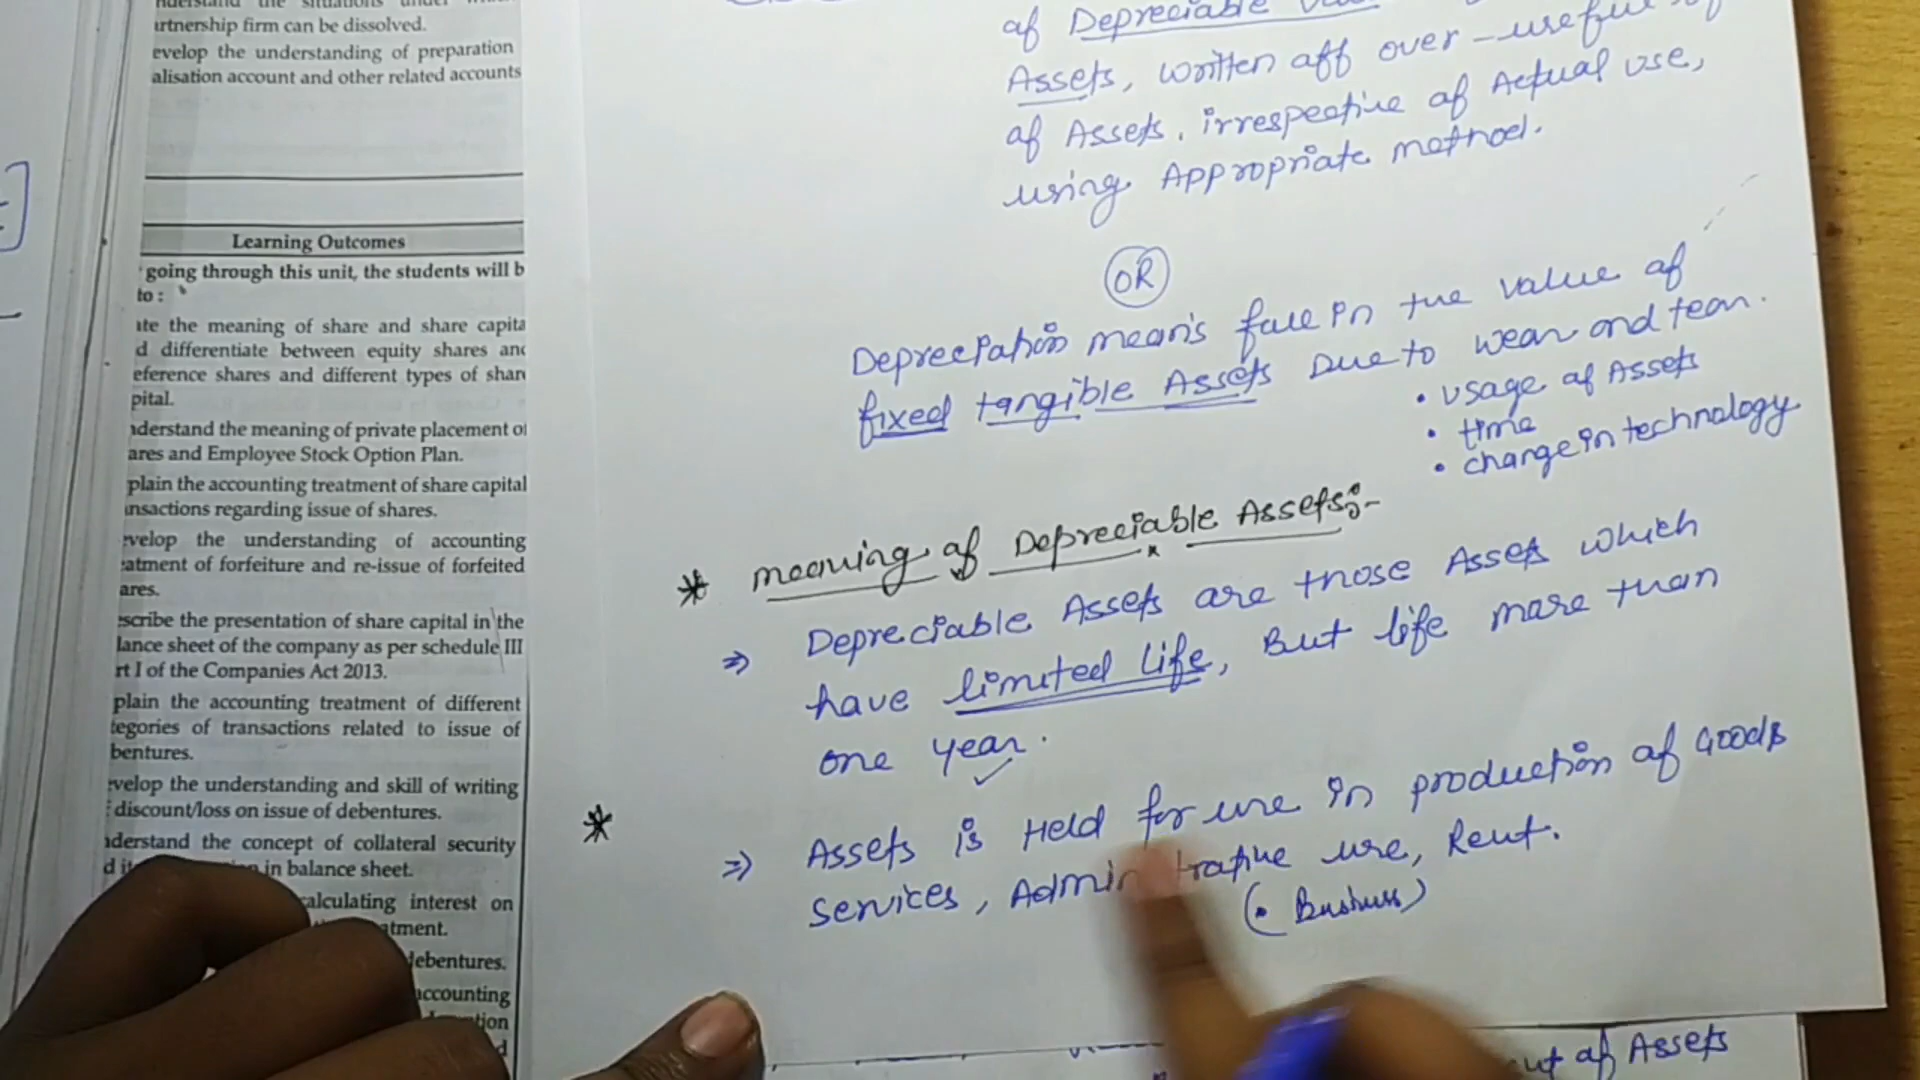 artnership firm can be dissolved.
evelop the understanding of preparation
alisation account and other related accounts
Learning Outcomes
going through this unit, the students will b
to :
ate the meaning of share and share capita
d differentiate between equity shares and
eference shares and different types of shar
pital.
nderstand the meaning of private placement of
ares and Employee Stock Option Plan.
plain the accounting treatment of share capital
ansactions regarding issue of shares.
evelop the understanding of accounting
eatment of forfeiture and re-issue of forfeited
ares.
escribe the presentation of share capital in the
lance sheet of the company as per schedule III
rt I of the Companies Act 2013.
plain the accounting treatment of different
tegories of transactions related to issue of
bentures.
evelop the understanding and skill of writing
discount/loss on issue of debentures.
nderstand the concept of collateral security
in balance sheet.
alculating interest on
atment.
debentures.
accounting
of Depreciable
Assets, written off over - useful
of Assets, irrespective of Actual use,
using Appropriate method.
OR
Depreciation means fall in the value of
fixed tangible Assets Due to wear and tear.
• usage of Assets
• time
• change in technology
* meaning of Depreciable Assets:-
⇒ Depreciable Assets are those Assets which
have limited life, But life more than
one year.
*
⇒ Assets is Held for use in production of Goods
services, Admin trative use, Rent.
(• Business)
of Assets